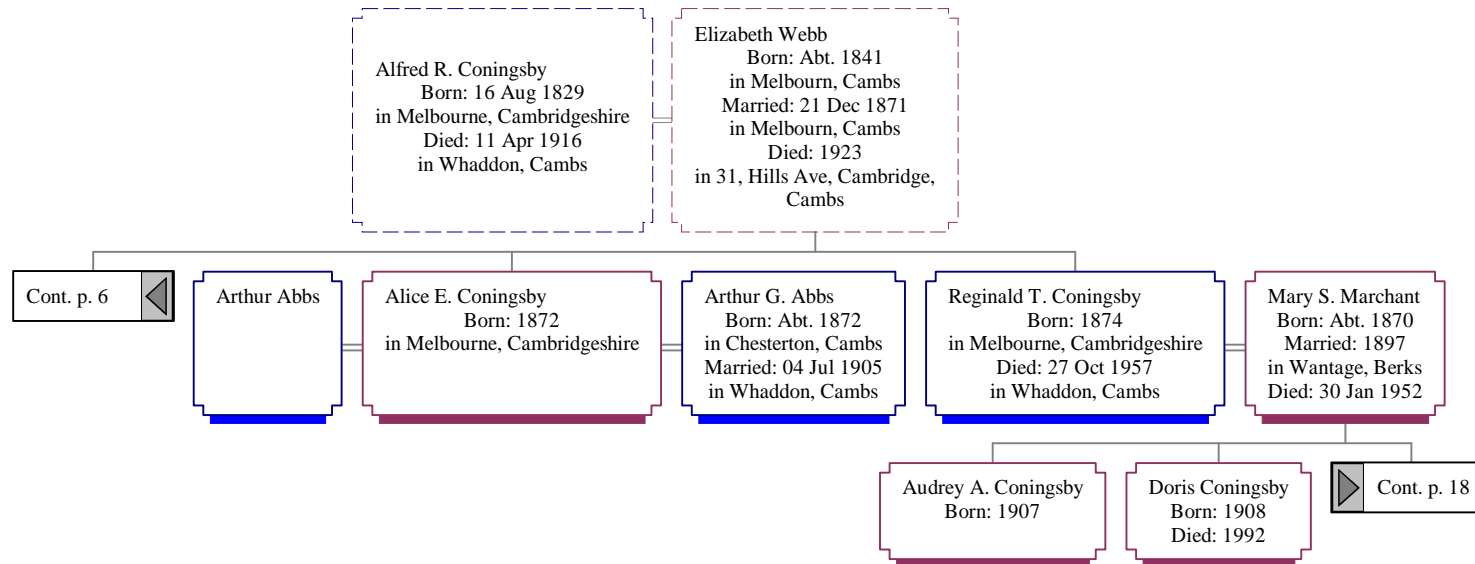 Alfred R. Coningsby
Born: 16 Aug 1829
in Melbourne, Cambridgeshire
Died: 11 Apr 1916
in Whaddon, Cambs
Elizabeth Webb
Born: Abt. 1841
in Melbourn, Cambs
Married: 21 Dec 1871
in Melbourn, Cambs
Died: 1923
in 31, Hills Ave, Cambridge,
Cambs
Cont. p. 6
Arthur Abbs
Alice E. Coningsby
Born: 1872
in Melbourne, Cambridgeshire
Arthur G. Abbs
Born: Abt. 1872
in Chesterton, Cambs
Married: 04 Jul 1905
in Whaddon, Cambs
Reginald T. Coningsby
Born: 1874
in Melbourne, Cambridgeshire
Died: 27 Oct 1957
in Whaddon, Cambs
Mary S. Marchant
Born: Abt. 1870
Married: 1897
in Wantage, Berks
Died: 30 Jan 1952
Audrey A. Coningsby
Born: 1907
Doris Coningsby
Born: 1908
Died: 1992
Cont. p. 18